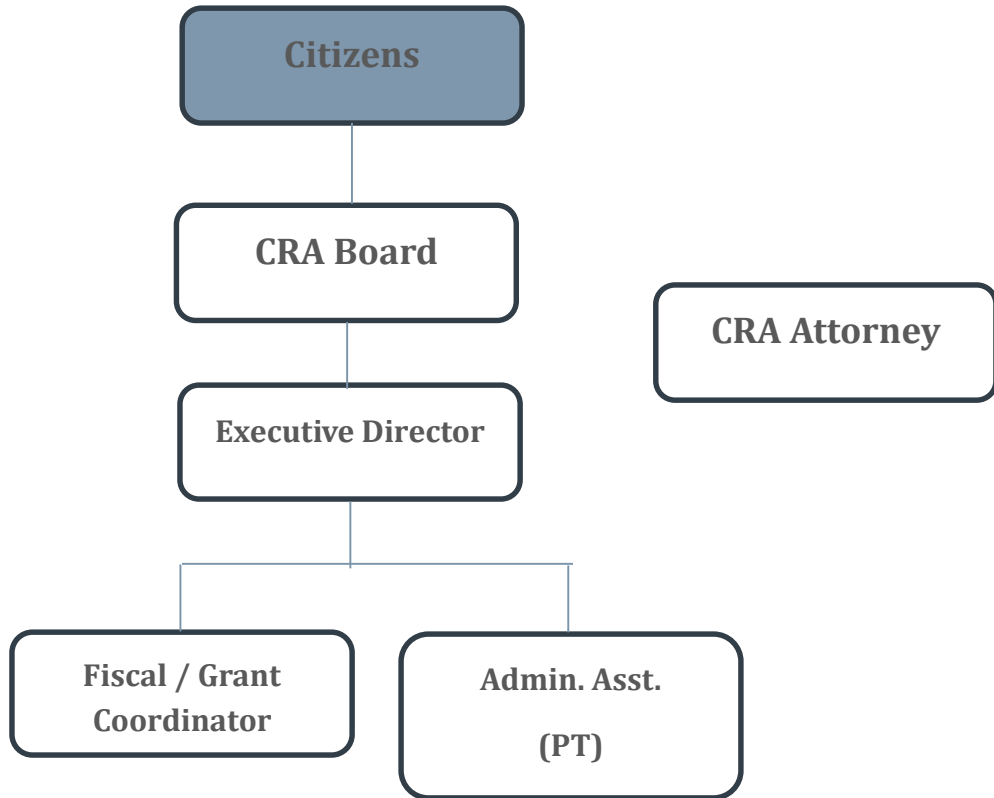 Citizens
CRA Board
CRA Attorney
Executive Director
Fiscal / Grant
Coordinator
Admin. Asst.
(PT)